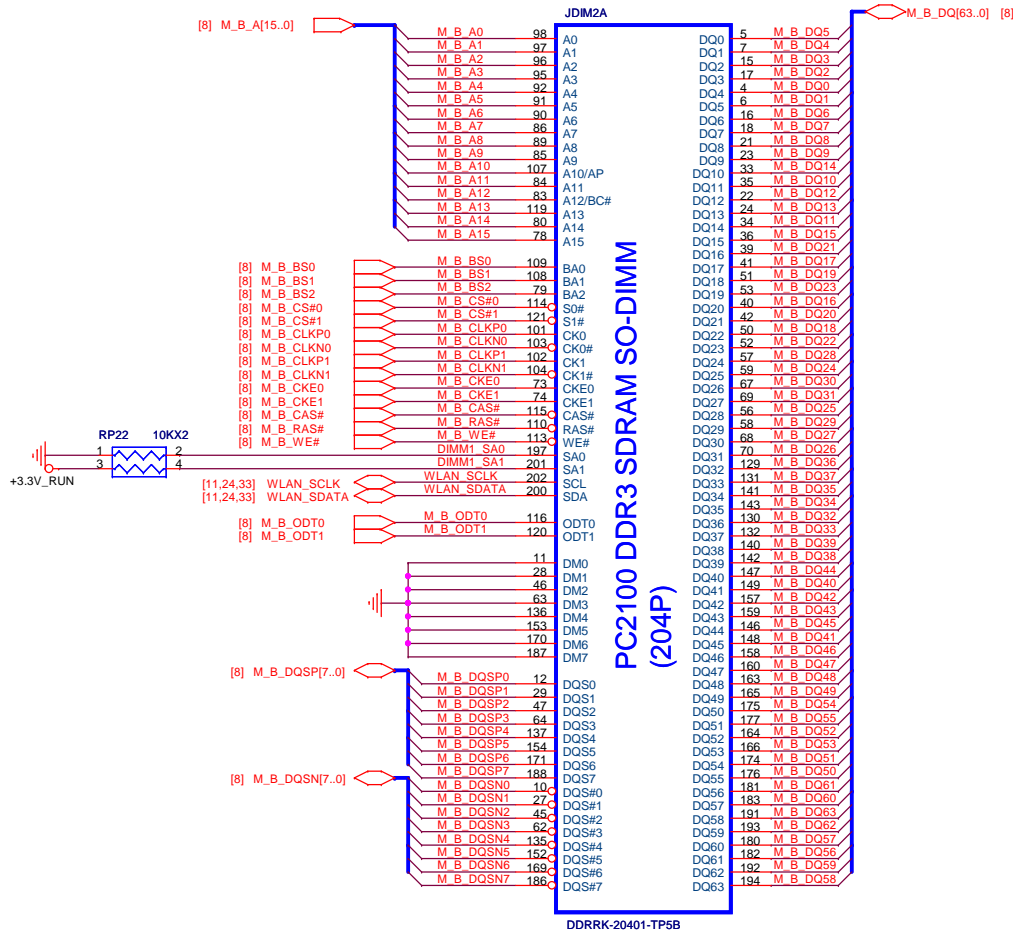 JDIM2A
[8] M_B_A[15..0]
M_B_A0 98 A0
M_B_A1 97 A1
M_B_A2 96 A2
M_B_A3 95 A3
M_B_A4 92 A4
M_B_A5 91 A5
M_B_A6 90 A6
M_B_A7 86 A7
M_B_A8 89 A8
M_B_A9 85 A9
M_B_A10 107 A10/AP
M_B_A11 84 A11
M_B_A12 83 A12/BC#
M_B_A13 119 A13
M_B_A14 80 A14
M_B_A15 78 A15
[8] M_B_BS0 M_B_BS0 109 BA0
[8] M_B_BS1 M_B_BS1 108 BA1
[8] M_B_BS2 M_B_BS2 79 BA2
[8] M_B_CS#0 M_B_CS#0 114 S0#
[8] M_B_CS#1 M_B_CS#1 121 S1#
[8] M_B_CLKP0 M_B_CLKP0 101 CK0
[8] M_B_CLKN0 M_B_CLKN0 103 CK0#
[8] M_B_CLKP1 M_B_CLKP1 102 CK1
[8] M_B_CLKN1 M_B_CLKN1 104 CK1#
[8] M_B_CKE0 M_B_CKE0 73 CKE0
[8] M_B_CKE1 M_B_CKE1 74 CKE1
[8] M_B_CAS# M_B_CAS# 115 CAS#
[8] M_B_RAS# M_B_RAS# 110 RAS#
[8] M_B_WE# M_B_WE# 113 WE#
RP22 10KX2
1 2 DIMM1_SA0 197 SA0
3 4 DIMM1_SA1 201 SA1
+3.3V_RUN
[11,24,33] WLAN_SCLK WLAN_SCLK 202 SCL
[11,24,33] WLAN_SDATA WLAN_SDATA 200 SDA
[8] M_B_ODT0 M_B_ODT0 116 ODT0
[8] M_B_ODT1 M_B_ODT1 120 ODT1
11 DM0
28 DM1
46 DM2
63 DM3
136 DM4
153 DM5
170 DM6
187 DM7
[8] M_B_DQSP[7..0]
M_B_DQSP0 12 DQS0
M_B_DQSP1 29 DQS1
M_B_DQSP2 47 DQS2
M_B_DQSP3 64 DQS3
M_B_DQSP4 137 DQS4
M_B_DQSP5 154 DQS5
M_B_DQSP6 171 DQS6
M_B_DQSP7 188 DQS7
[8] M_B_DQSN[7..0]
M_B_DQSN0 10 DQS#0
M_B_DQSN1 27 DQS#1
M_B_DQSN2 45 DQS#2
M_B_DQSN3 62 DQS#3
M_B_DQSN4 135 DQS#4
M_B_DQSN5 152 DQS#5
M_B_DQSN6 169 DQS#6
M_B_DQSN7 186 DQS#7
PC2100 DDR3 SDRAM SO-DIMM
(204P)
M_B_DQ[63..0] [8]
DQ0 5 M_B_DQ5
DQ1 7 M_B_DQ4
DQ2 15 M_B_DQ3
DQ3 17 M_B_DQ2
DQ4 4 M_B_DQ0
DQ5 6 M_B_DQ1
DQ6 16 M_B_DQ6
DQ7 18 M_B_DQ7
DQ8 21 M_B_DQ8
DQ9 23 M_B_DQ9
DQ10 33 M_B_DQ14
DQ11 35 M_B_DQ10
DQ12 22 M_B_DQ12
DQ13 24 M_B_DQ13
DQ14 34 M_B_DQ11
DQ15 36 M_B_DQ15
DQ16 39 M_B_DQ21
DQ17 41 M_B_DQ17
DQ18 51 M_B_DQ19
DQ19 53 M_B_DQ23
DQ20 40 M_B_DQ16
DQ21 42 M_B_DQ20
DQ22 50 M_B_DQ18
DQ23 52 M_B_DQ22
DQ24 57 M_B_DQ28
DQ25 59 M_B_DQ24
DQ26 67 M_B_DQ30
DQ27 69 M_B_DQ31
DQ28 56 M_B_DQ25
DQ29 58 M_B_DQ29
DQ30 68 M_B_DQ27
DQ31 70 M_B_DQ26
DQ32 129 M_B_DQ36
DQ33 131 M_B_DQ37
DQ34 141 M_B_DQ35
DQ35 143 M_B_DQ34
DQ36 130 M_B_DQ32
DQ37 132 M_B_DQ33
DQ38 140 M_B_DQ39
DQ39 142 M_B_DQ38
DQ40 147 M_B_DQ44
DQ41 149 M_B_DQ40
DQ42 157 M_B_DQ42
DQ43 159 M_B_DQ43
DQ44 146 M_B_DQ45
DQ45 148 M_B_DQ41
DQ46 158 M_B_DQ46
DQ47 160 M_B_DQ47
DQ48 163 M_B_DQ48
DQ49 165 M_B_DQ49
DQ50 175 M_B_DQ54
DQ51 177 M_B_DQ55
DQ52 164 M_B_DQ52
DQ53 166 M_B_DQ53
DQ54 174 M_B_DQ51
DQ55 176 M_B_DQ50
DQ56 181 M_B_DQ61
DQ57 183 M_B_DQ60
DQ58 191 M_B_DQ63
DQ59 193 M_B_DQ62
DQ60 180 M_B_DQ57
DQ61 182 M_B_DQ56
DQ62 192 M_B_DQ59
DQ63 194 M_B_DQ58
DDRRK-20401-TP5B